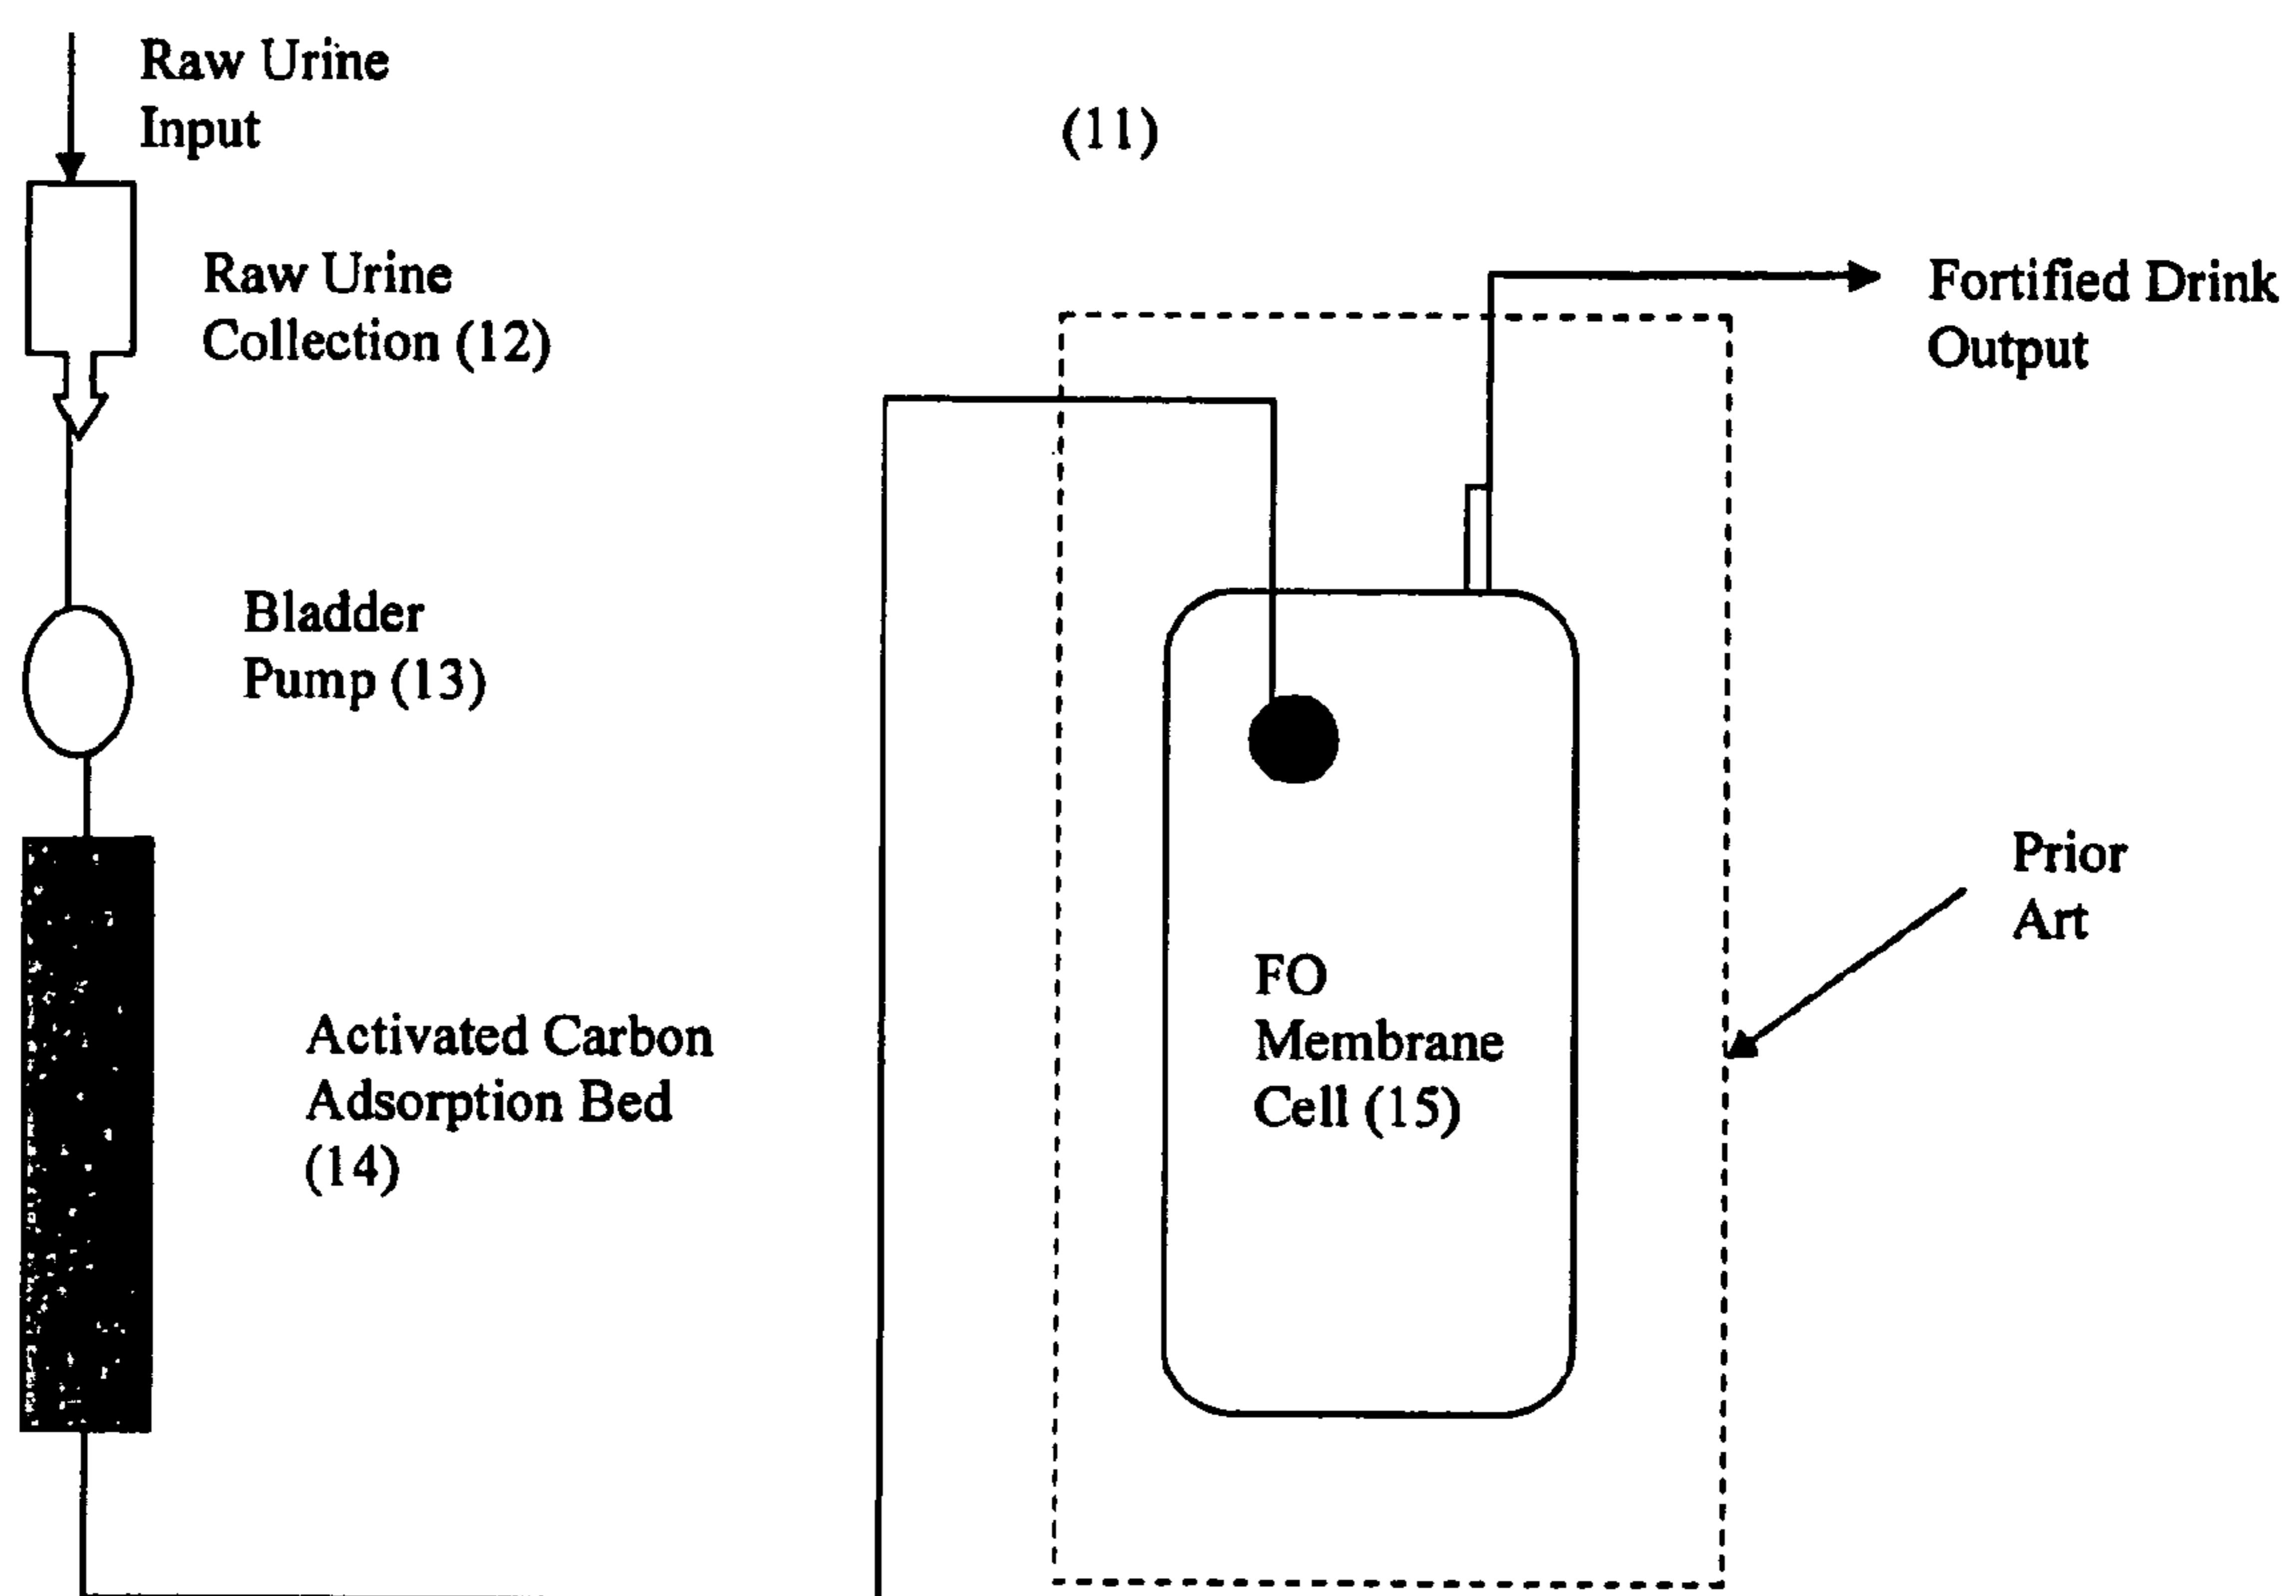 Raw Urine
Input
(11)
Raw Urine
Collection (12)
Fortified Drink
Output
Bladder
Pump (13)
Prior
Art
FO
Membrane
Cell (15)
Activated Carbon
Adsorption Bed
(14)